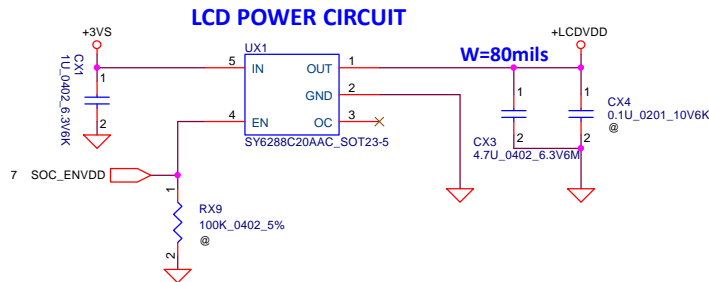 LCD POWER CIRCUIT
+3VS
+LCDVDD
UX1
W=80mils
CX1
1U_0402_6.3V6K
1
2
5
IN
OUT
1
GND
2
4
EN
OC
3
SY6288C20AAC_SOT23-5
1
2
CX3
4.7U_0402_6.3V6M
1
2
CX4
0.1U_0201_10V6K
@
7
SOC_ENVDD
1
2
RX9
100K_0402_5%
@